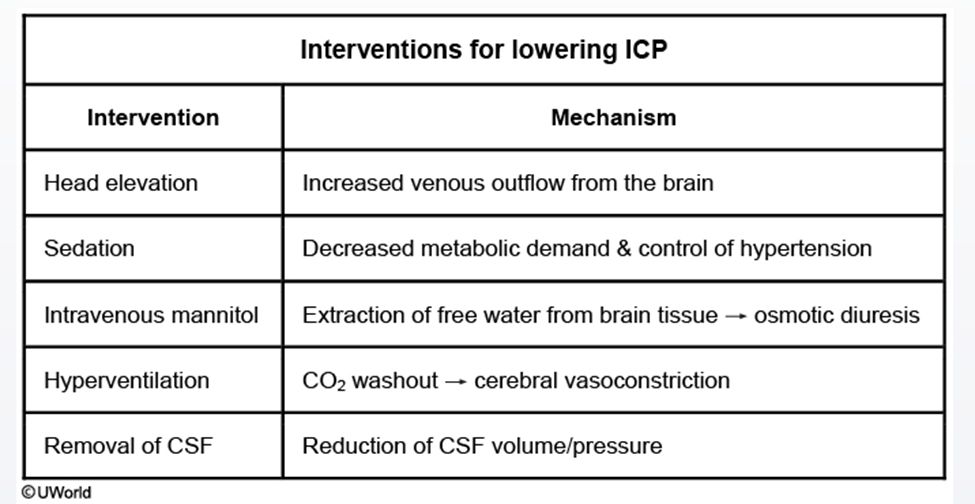 Interventions for lowering ICP
Intervention Mechanism
Head elevation Increased venous outflow from the brain
Sedation Decreased metabolic demand & control of hypertension
Intravenous mannitol Extraction of free water from brain tissue → osmotic diuresis
Hyperventilation CO₂ washout → cerebral vasoconstriction
Removal of CSF Reduction of CSF volume/pressure
©UWorld